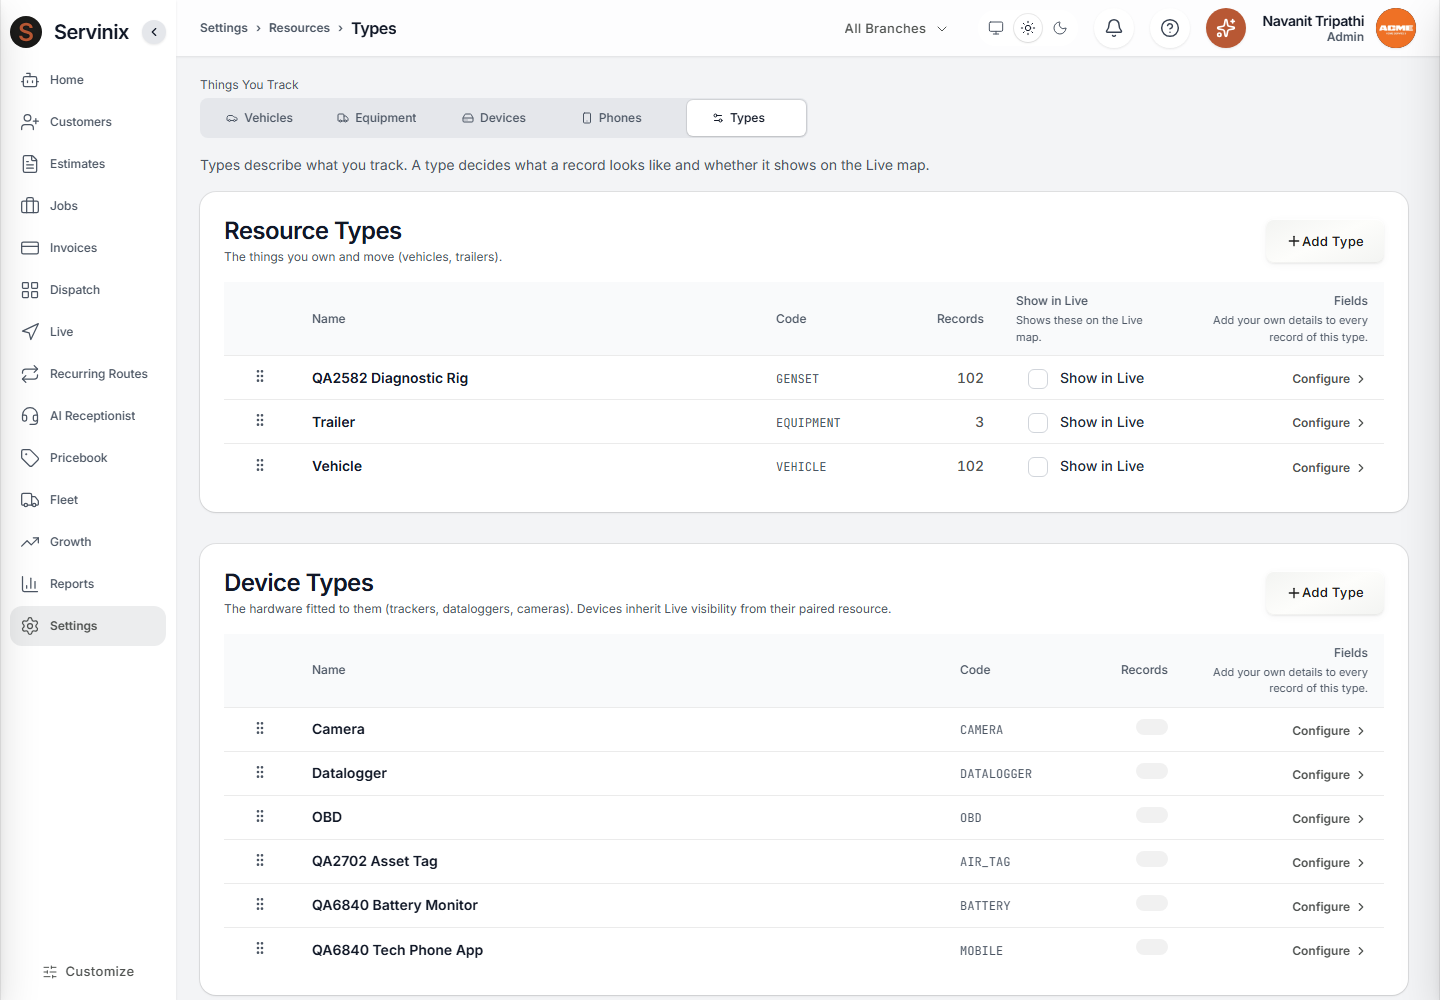 Servinix
Settings › Resources › Types
All Branches
Navanit Tripathi
Admin
ACME
Home
Customers
Estimates
Jobs
Invoices
Dispatch
Live
Recurring Routes
AI Receptionist
Pricebook
Fleet
Growth
Reports
Settings
Customize
Things You Track
Vehicles Equipment Devices Phones Types
Types describe what you track. A type decides what a record looks like and whether it shows on the Live map.
Resource Types
The things you own and move (vehicles, trailers).
+ Add Type
Name Code Records Show in Live Fields
Shows these on the Live map. Add your own details to every record of this type.
QA2582 Diagnostic Rig GENSET 102 Show in Live Configure
Trailer EQUIPMENT 3 Show in Live Configure
Vehicle VEHICLE 102 Show in Live Configure
Device Types
The hardware fitted to them (trackers, dataloggers, cameras). Devices inherit Live visibility from their paired resource.
+ Add Type
Name Code Records Fields
Add your own details to every record of this type.
Camera CAMERA Configure
Datalogger DATALOGGER Configure
OBD OBD Configure
QA2702 Asset Tag AIR_TAG Configure
QA6840 Battery Monitor BATTERY Configure
QA6840 Tech Phone App MOBILE Configure